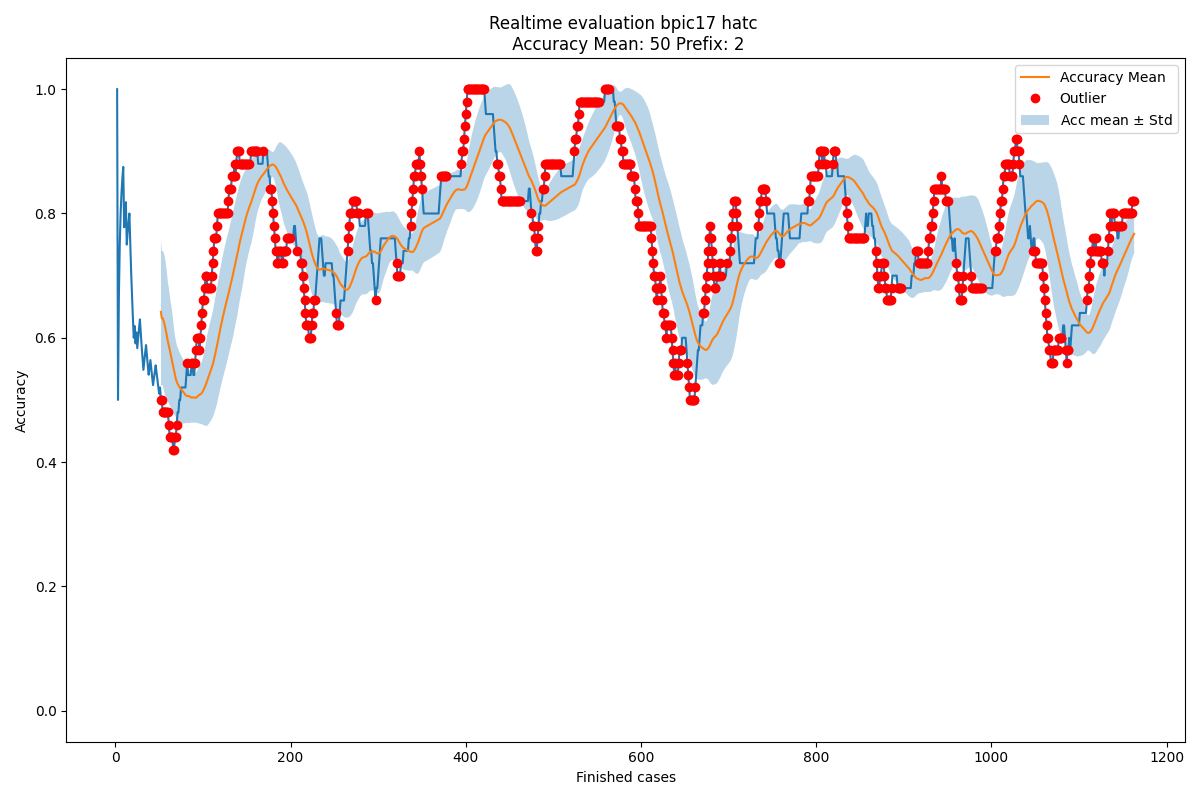 Realtime evaluation bpic17 hatc
Accuracy Mean: 50 Prefix: 2
Accuracy Mean
Outlier
Acc mean ± Std
1.0
0.8
0.6
0.4
0.2
0.0
Accuracy
0 200 400 600 800 1000 1200
Finished cases